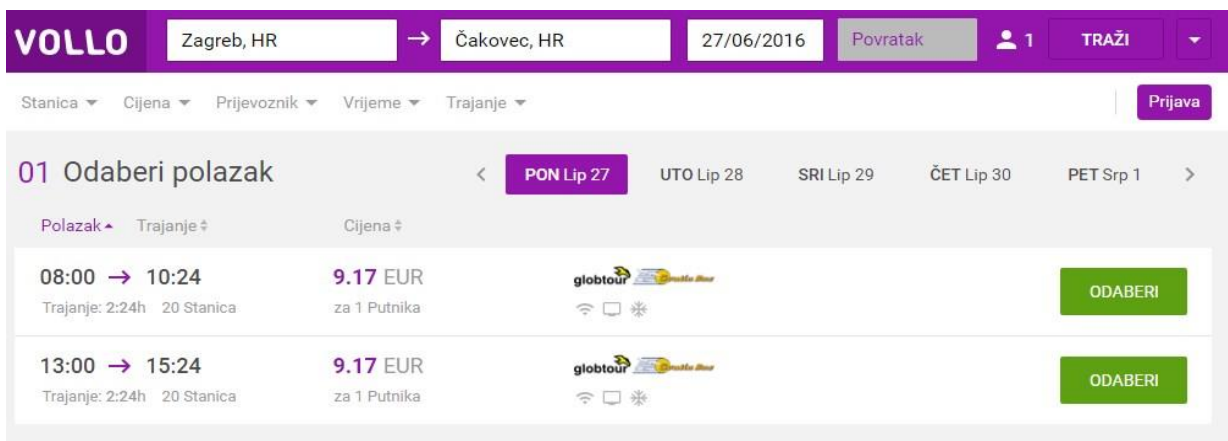 VOLLO Zagreb, HR → Čakovec, HR 27/06/2016 Povratak 1 TRAŽI
Stanica Cijena Prijevoznik Vrijeme Trajanje Prijava
01 Odaberi polazak < PON Lip 27 UTO Lip 28 SRI Lip 29 ČET Lip 30 PET Srp 1 >
Polazak Trajanje Cijena
08:00 → 10:24 9.17 EUR globtour ODABERI
Trajanje: 2:24h 20 Stanica za 1 Putnika
13:00 → 15:24 9.17 EUR globtour ODABERI
Trajanje: 2:24h 20 Stanica za 1 Putnika